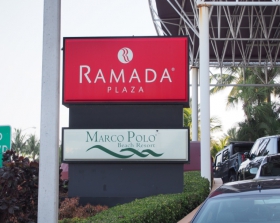 RAMADA®
PLAZA
MARCO POLO
Beach Resort